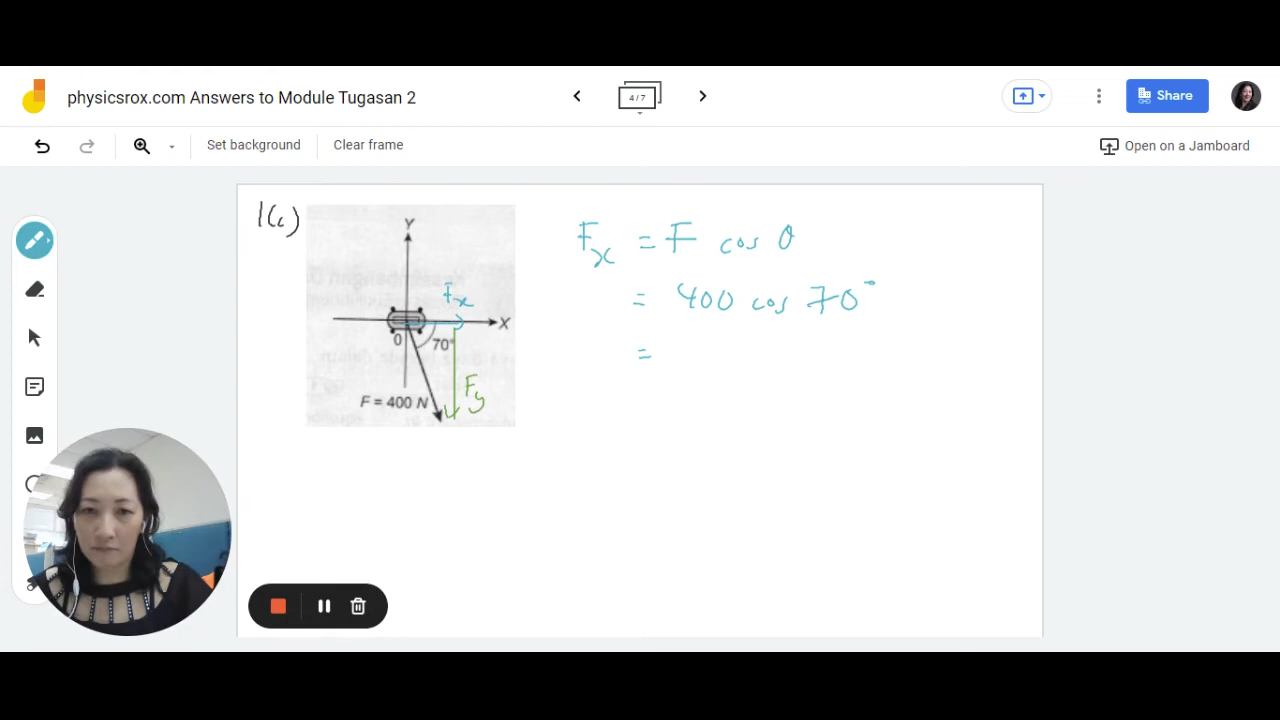 physicsrox.com Answers to Module Tugasan 2
4 / 7
Share
Set background
Clear frame
Open on a Jamboard
1(c)
Y
Fx
X
0
70°
Fy
F = 400 N
Fx = F cos θ
= 400 cos 70°
=